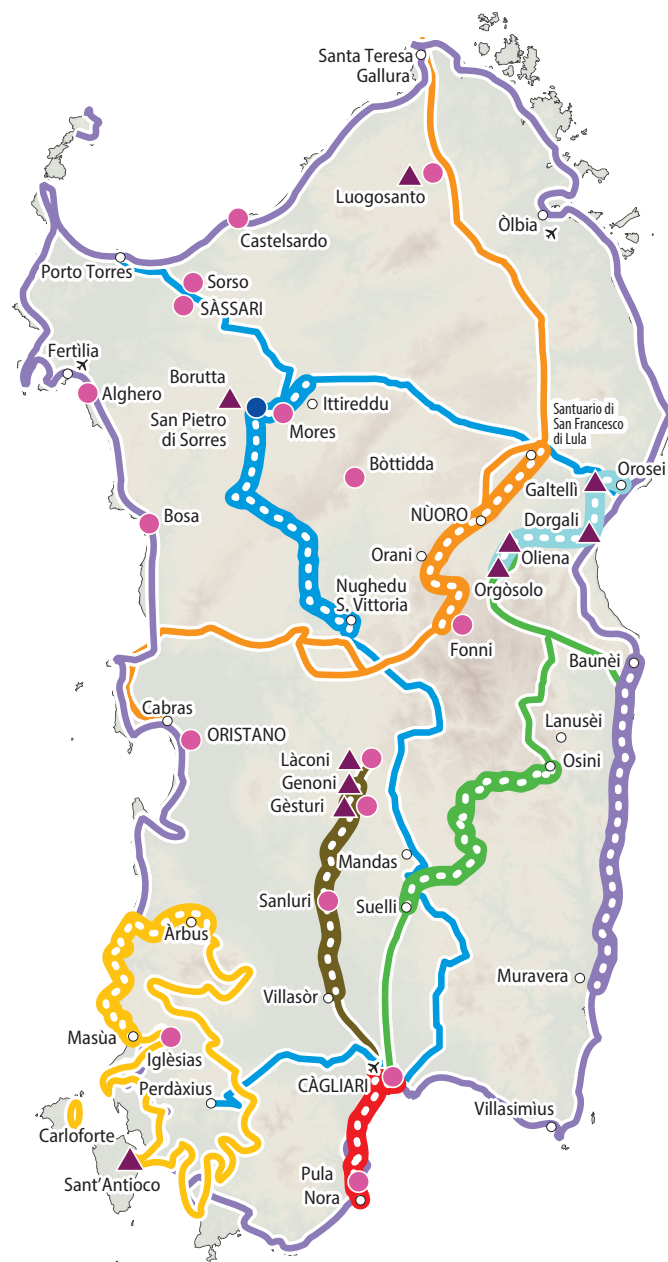 Santa Teresa
Gallura
Luogosanto
Castelsardo
Òlbia
Porto Torres
Sorso
SÀSSARI
Fertìlia
Alghero
Borutta
San Pietro
di Sorres
Ittireddu
Mores
Santuario di
San Francesco
di Lula
Bòttidda
Orosei
Galtellì
NÙORO
Dorgali
Bosa
Orani
Oliena
Orgòsolo
Nughedu
S. Vittoria
Fonni
Baunèi
Cabras
ORISTANO
Lanusèi
Osini
Làconi
Genoni
Gèsturi
Mandas
Sanluri
Suelli
Àrbus
Muravera
Villasòr
Masùa
Iglèsias
CÀGLIARI
Perdàxius
Villasimìus
Carloforte
Sant'Antioco
Pula
Nora